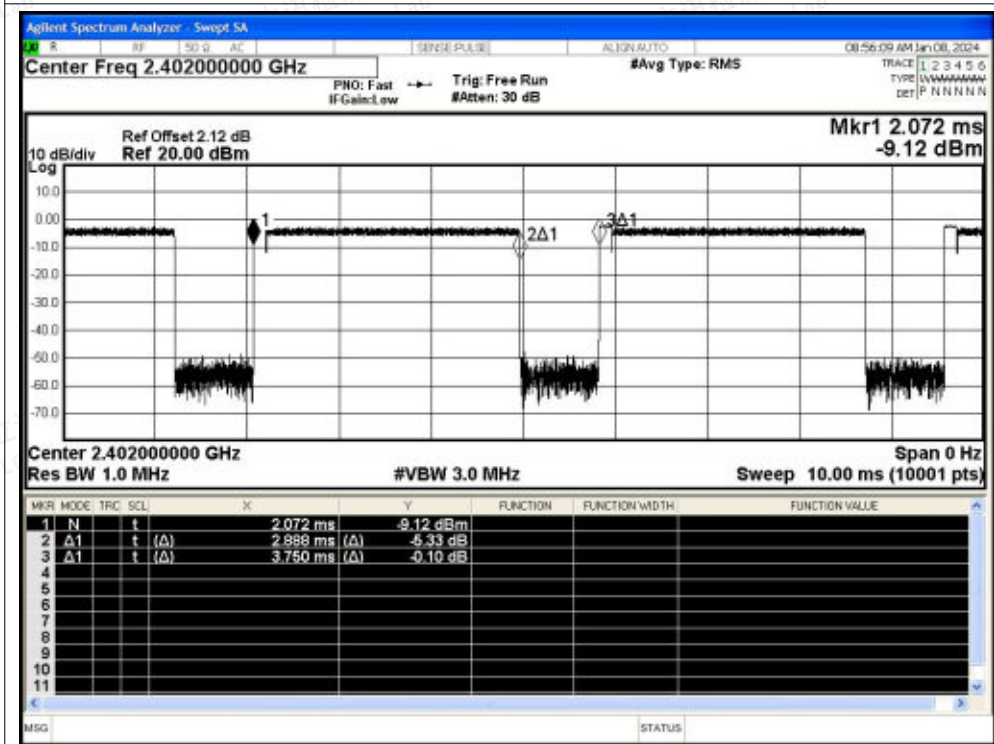 Agilent Spectrum Analyzer - Swept SA
R RF 50 Ω AC SENSE:PULSE ALIGN AUTO 08:56:09 AM Jan 08, 2024
Center Freq 2.402000000 GHz #Avg Type: RMS TRACE 1 2 3 4 5 6
PNO: Fast Trig: Free Run TYPE
IFGain:Low #Atten: 30 dB DET P N N N N N
Mkr1 2.072 ms
-9.12 dBm
Ref Offset 2.12 dB
10 dB/div Ref 20.00 dBm
Log
10.0
0.00
1
2Δ1
3Δ1
-10.0
-20.0
-30.0
-40.0
-50.0
-60.0
-70.0
Center 2.402000000 GHz Span 0 Hz
Res BW 1.0 MHz #VBW 3.0 MHz Sweep 10.00 ms (10001 pts)
MKR MODE TRC SCL X Y FUNCTION FUNCTION WIDTH FUNCTION VALUE
1 N t 2.072 ms -9.12 dBm
2 Δ1 t (Δ) 2.888 ms (Δ) -5.33 dB
3 Δ1 t (Δ) 3.750 ms (Δ) -0.10 dB
4
5
6
7
8
9
10
11
MSG STATUS